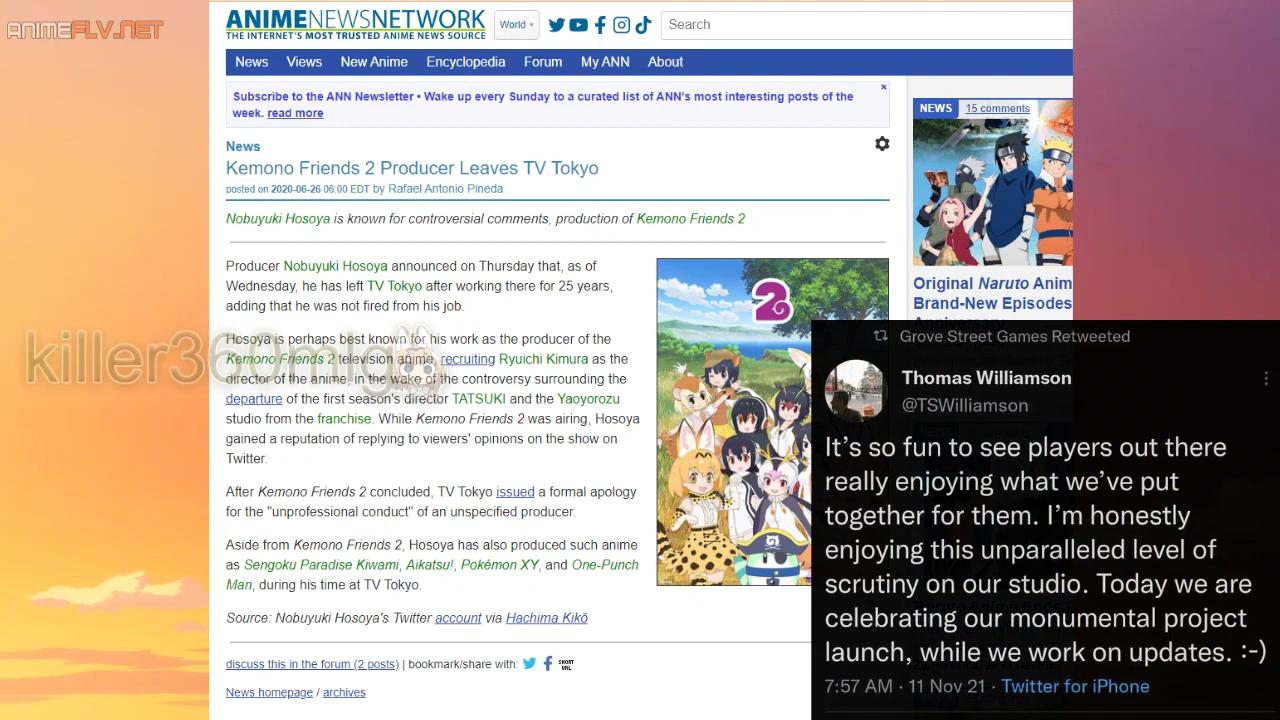 ANIMEFLV.NET
ANIMENEWSNETWORK
THE INTERNET'S MOST TRUSTED ANIME NEWS SOURCE
World
Search
News Views New Anime Encyclopedia Forum My ANN About
Subscribe to the ANN Newsletter • Wake up every Sunday to a curated list of ANN's most interesting posts of the
week. read more
News
Kemono Friends 2 Producer Leaves TV Tokyo
posted on 2020-06-26 06:00 EDT by Rafael Antonio Pineda
Nobuyuki Hosoya is known for controversial comments, production of Kemono Friends 2
Producer Nobuyuki Hosoya announced on Thursday that, as of
Wednesday, he has left TV Tokyo after working there for 25 years,
adding that he was not fired from his job.
Hosoya is perhaps best known for his work as the producer of the
Kemono Friends 2 television anime, recruiting Ryuichi Kimura as the
director of the anime, in the wake of the controversy surrounding the
departure of the first season's director TATSUKI and the Yaoyorozu
studio from the franchise. While Kemono Friends 2 was airing, Hosoya
gained a reputation of replying to viewers' opinions on the show on
Twitter.
After Kemono Friends 2 concluded, TV Tokyo issued a formal apology
for the "unprofessional conduct" of an unspecified producer.
Aside from Kemono Friends 2, Hosoya has also produced such anime
as Sengoku Paradise Kiwami, Aikatsu!, Pokémon XY, and One-Punch
Man, during his time at TV Tokyo.
Source: Nobuyuki Hosoya's Twitter account via Hachima Kikō
discuss this in the forum (2 posts) | bookmark/share with: SHORT URL
News homepage / archives
2
killer360mlg
NEWS 15 comments
Original Naruto Anim
Brand-New Episodes
Grove Street Games Retweeted
Thomas Williamson
@TSWilliamson
It's so fun to see players out there
really enjoying what we've put
together for them. I'm honestly
enjoying this unparalleled level of
scrutiny on our studio. Today we are
celebrating our monumental project
launch, while we work on updates. :-)
7:57 AM · 11 Nov 21 · Twitter for iPhone